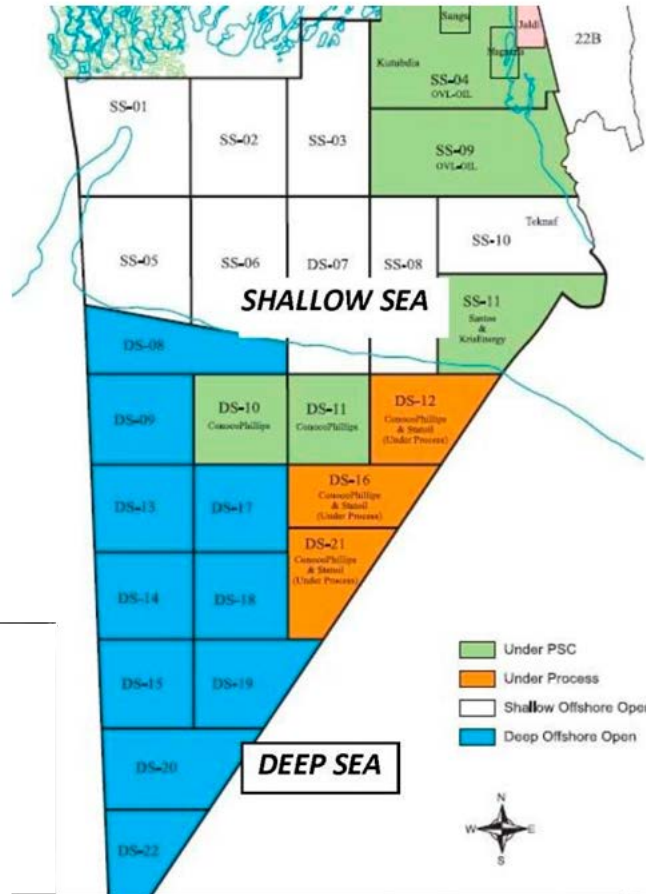 Sangu
Jaldi
Magnama
22B
Kutubdia
SS-04
OVL-OIL
SS-01
SS-02
SS-03
SS-09
OVL-OIL
Teknaf
SS-10
SS-05
SS-06
DS-07
SS-08
SHALLOW SEA
SS-11
Santos
&
KrisEnergy
DS-08
DS-09
DS-10
ConocoPhillips
DS-11
ConocoPhillips
DS-12
ConocoPhillips
& Statoil
(Under Process)
DS-16
ConocoPhillips
& Statoil
(Under Process)
DS-13
DS-17
DS-21
ConocoPhillips
& Statoil
(Under Process)
DS-14
DS-18
DS-15
DS-19
Under PSC
Under Process
Shallow Offshore Open
Deep Offshore Open
DS-20
DEEP SEA
DS-22
N
W E
S